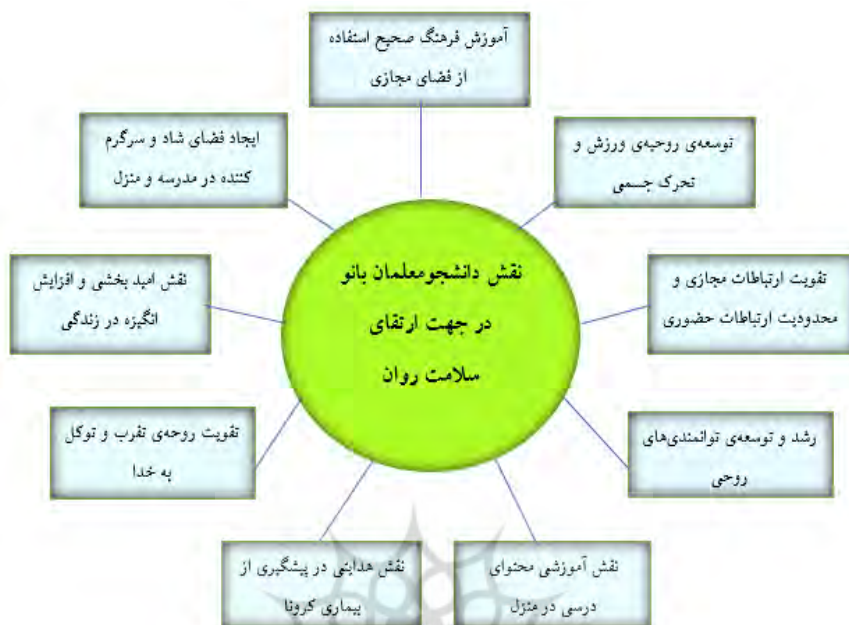 آموزش فرهنگ صحیح استفاده
از فضای مجازی
توسعه‌ی روحیه‌ی ورزش و
تحرک جسمی
ایجاد فضای شاد و سرگرم
کننده در مدرسه و منزل
نقش دانشجومعلمان بانو
در جهت ارتقای
سلامت روان
تقویت ارتباطات مجازی و
محدودیت ارتباطات حضوری
نقش امید بخشی و افزایش
انگیزه در زندگی
رشد و توسعه‌ی توانمندی‌های
روحی
تقویت روحه‌ی تقرب و توکل
به خدا
نقش آموزشی محتوای
درسی در منزل
نقش هدایتی در پیشگیری از
بیماری کرونا